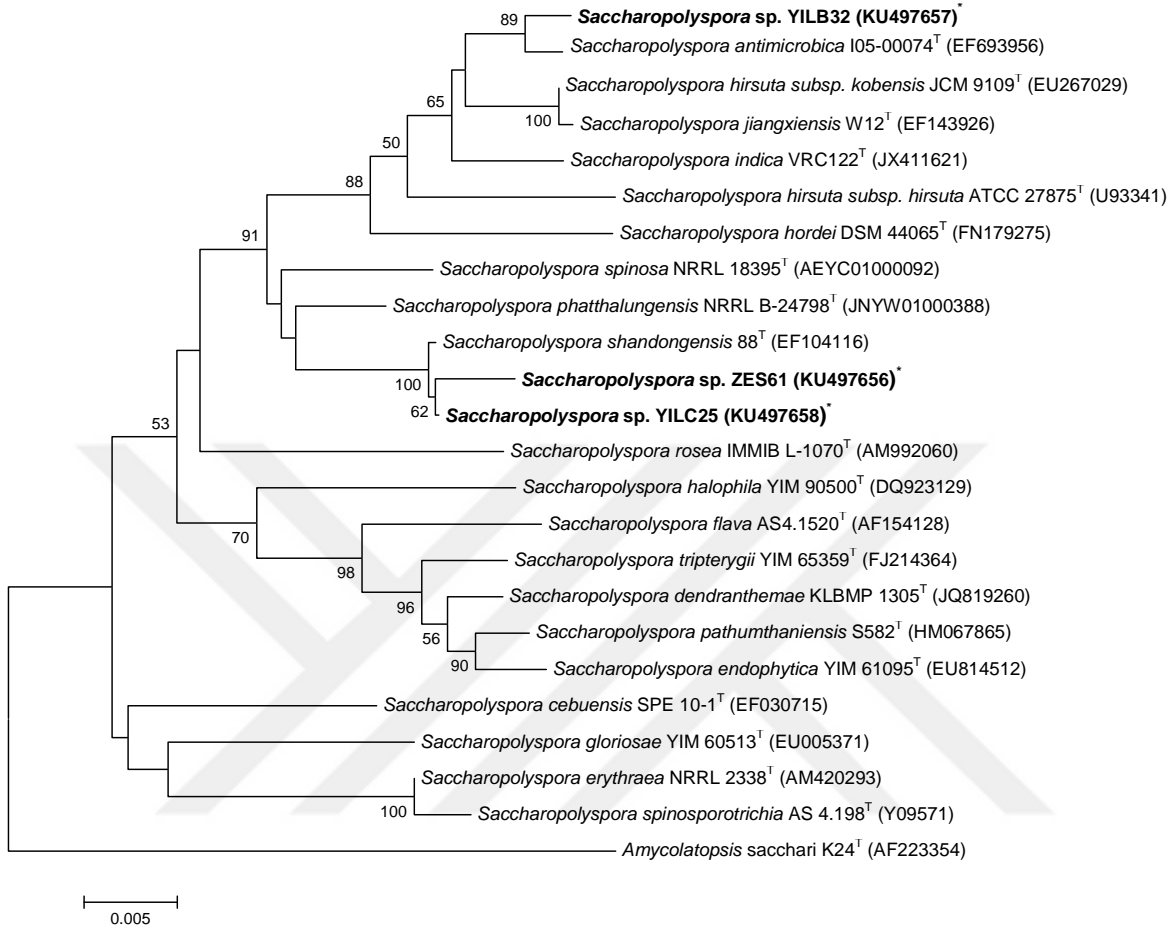 89
Saccharopolyspora sp. YILB32 (KU497657)*
Saccharopolyspora antimicrobica I05-00074T (EF693956)
Saccharopolyspora hirsuta subsp. kobensis JCM 9109T (EU267029)
65
100
Saccharopolyspora jiangxiensis W12T (EF143926)
50
Saccharopolyspora indica VRC122T (JX411621)
88
Saccharopolyspora hirsuta subsp. hirsuta ATCC 27875T (U93341)
91
Saccharopolyspora hordei DSM 44065T (FN179275)
Saccharopolyspora spinosa NRRL 18395T (AEYC01000092)
Saccharopolyspora phatthalungensis NRRL B-24798T (JNYW01000388)
Saccharopolyspora shandongensis 88T (EF104116)
100
Saccharopolyspora sp. ZES61 (KU497656)*
62
Saccharopolyspora sp. YILC25 (KU497658)*
53
Saccharopolyspora rosea IMMIB L-1070T (AM992060)
Saccharopolyspora halophila YIM 90500T (DQ923129)
70
Saccharopolyspora flava AS4.1520T (AF154128)
98
Saccharopolyspora tripterygii YIM 65359T (FJ214364)
96
Saccharopolyspora dendranthemae KLBMP 1305T (JQ819260)
56
Saccharopolyspora pathumthaniensis S582T (HM067865)
90
Saccharopolyspora endophytica YIM 61095T (EU814512)
Saccharopolyspora cebuensis SPE 10-1T (EF030715)
Saccharopolyspora gloriosae YIM 60513T (EU005371)
Saccharopolyspora erythraea NRRL 2338T (AM420293)
100
Saccharopolyspora spinosporotrichia AS 4.198T (Y09571)
Amycolatopsis sacchari K24T (AF223354)
0.005